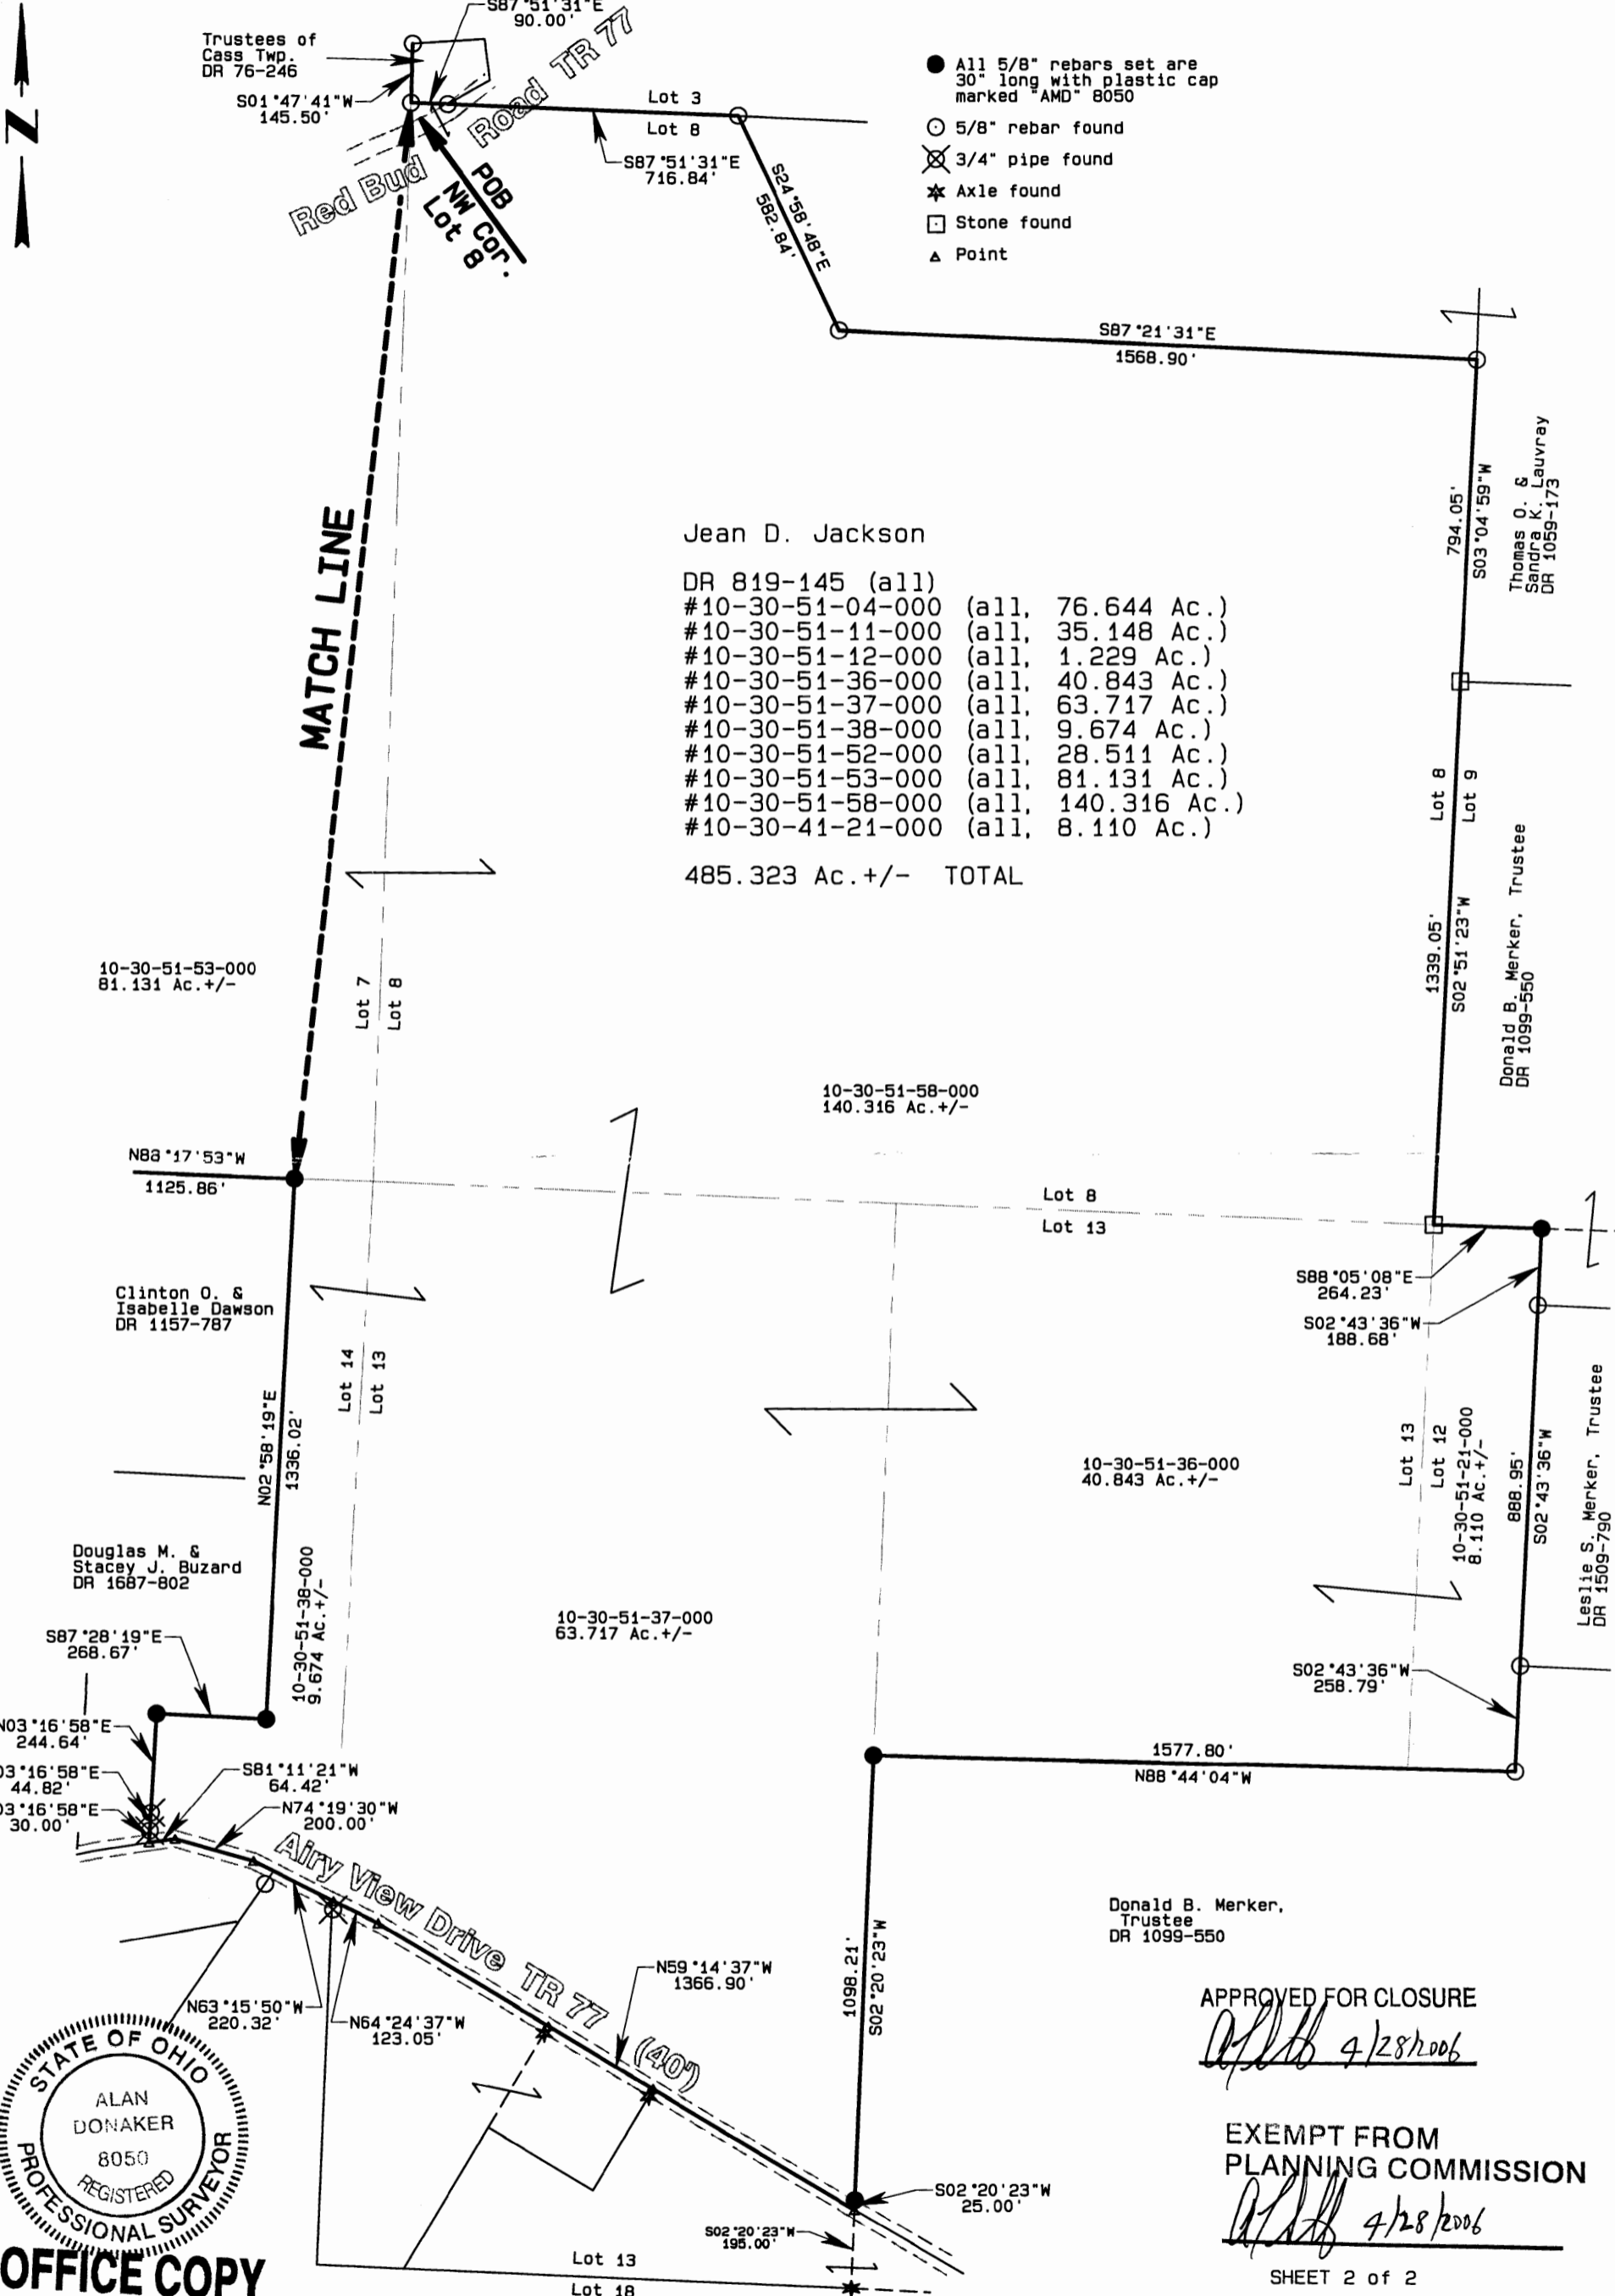 S87°51'31"E
90.00'
Trustees of
Cass Twp.
DR 76-246
S01°47'41"W
145.50'
Z
Red Bud Road TR 77
POB
NW Cor.
Lot 8
Lot 3
Lot 8
S87°51'31"E
716.84'
S24°58'48"E
582.84'
All 5/8" rebars set are
30" long with plastic cap
marked "AMD" 8050
5/8" rebar found
3/4" pipe found
Axle found
Stone found
Point
S87°21'31"E
1568.90'
794.05'
S03°04'59"W
Thomas O. &
Sandra K. Lauvray
DR 1059-173
MATCH LINE
Jean D. Jackson
DR 819-145 (all)
#10-30-51-04-000 (all, 76.644 Ac.)
#10-30-51-11-000 (all, 35.148 Ac.)
#10-30-51-12-000 (all, 1.229 Ac.)
#10-30-51-36-000 (all, 40.843 Ac.)
#10-30-51-37-000 (all, 63.717 Ac.)
#10-30-51-38-000 (all, 9.674 Ac.)
#10-30-51-52-000 (all, 28.511 Ac.)
#10-30-51-53-000 (all, 81.131 Ac.)
#10-30-51-58-000 (all, 140.316 Ac.)
#10-30-41-21-000 (all, 8.110 Ac.)
485.323 Ac.+/- TOTAL
Lot 8
Lot 9
1339.05'
S02°51'23"W
Donald B. Merker, Trustee
DR 1099-550
10-30-51-53-000
81.131 Ac.+/-
Lot 7
Lot 8
10-30-51-58-000
140.316 Ac.+/-
N88°17'53"W
1125.86'
Lot 8
Lot 13
S88°05'08"E
264.23'
S02°43'36"W
188.68'
Clinton O. &
Isabelle Dawson
DR 1157-787
Lot 14
Lot 13
N02°58'19"E
1336.02'
10-30-51-36-000
40.843 Ac.+/-
Lot 13
Lot 12
10-30-51-21-000
8.110 Ac.+/-
888.95'
S02°43'36"W
Leslie S. Merker, Trustee
DR 1509-790
Douglas M. &
Stacey J. Buzard
DR 1687-802
10-30-51-38-000
9.674 Ac.+/-
10-30-51-37-000
63.717 Ac.+/-
S87°28'19"E
268.67'
S02°43'36"W
258.79'
N03°16'58"E
244.64'
03°16'58"E
44.82'
03°16'58"E
30.00'
S81°11'21"W
64.42'
N74°19'30"W
200.00'
1577.80'
N88°44'04"W
Airy View Drive TR 77 (40')
N63°15'50"W
220.32'
N64°24'37"W
123.05'
N59°14'37"W
1366.90'
1098.21'
S02°20'23"W
Donald B. Merker,
Trustee
DR 1099-550
APPROVED FOR CLOSURE
4/28/2006
EXEMPT FROM
PLANNING COMMISSION
4/28/2006
STATE OF OHIO
ALAN
DONAKER
8050
REGISTERED
PROFESSIONAL SURVEYOR
S02°20'23"W
25.00'
S02°20'23"W
195.00'
Lot 13
Lot 18
OFFICE COPY
SHEET 2 of 2